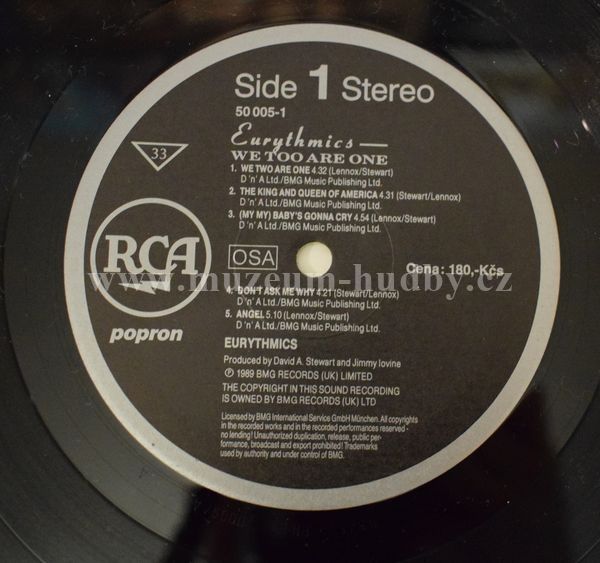 Side 1 Stereo
50 005-1
Eurythmics
WE TOO ARE ONE
33
1. WE TWO ARE ONE 4.32 (Lennox/Stewart)
D 'n' A Ltd./BMG Music Publishing Ltd.
2. THE KING AND QUEEN OF AMERICA 4.31 (Stewart/Lennox)
D 'n' A Ltd./BMG Music Publishing Ltd.
3. (MY MY) BABY'S GONNA CRY 4.54 (Lennox/Stewart)
D 'n' A Ltd./BMG Music Publishing Ltd.
RCA
popron
OSA
Cena: 180,-Kčs
www.muzeum-hudby.cz
4. DON'T ASK ME WHY 4.21 (Stewart/Lennox)
D 'n' A Ltd./BMG Music Publishing Ltd.
5. ANGEL 5.10 (Lennox/Stewart)
D 'n' A Ltd./BMG Music Publishing Ltd.
EURYTHMICS
Produced by David A. Stewart and Jimmy Iovine
℗ 1989 BMG RECORDS (UK) LIMITED
THE COPYRIGHT IN THIS SOUND RECORDING
IS OWNED BY BMG RECORDS (UK) LTD
Licensed by BMG International Service GmbH München. All copyrights
in the recorded works and in the recorded performances reserved -
no lending! Unauthorized duplication, release, public per-
formance, broadcast and export prohibited! Trademarks
used by authority and under control of BMG.